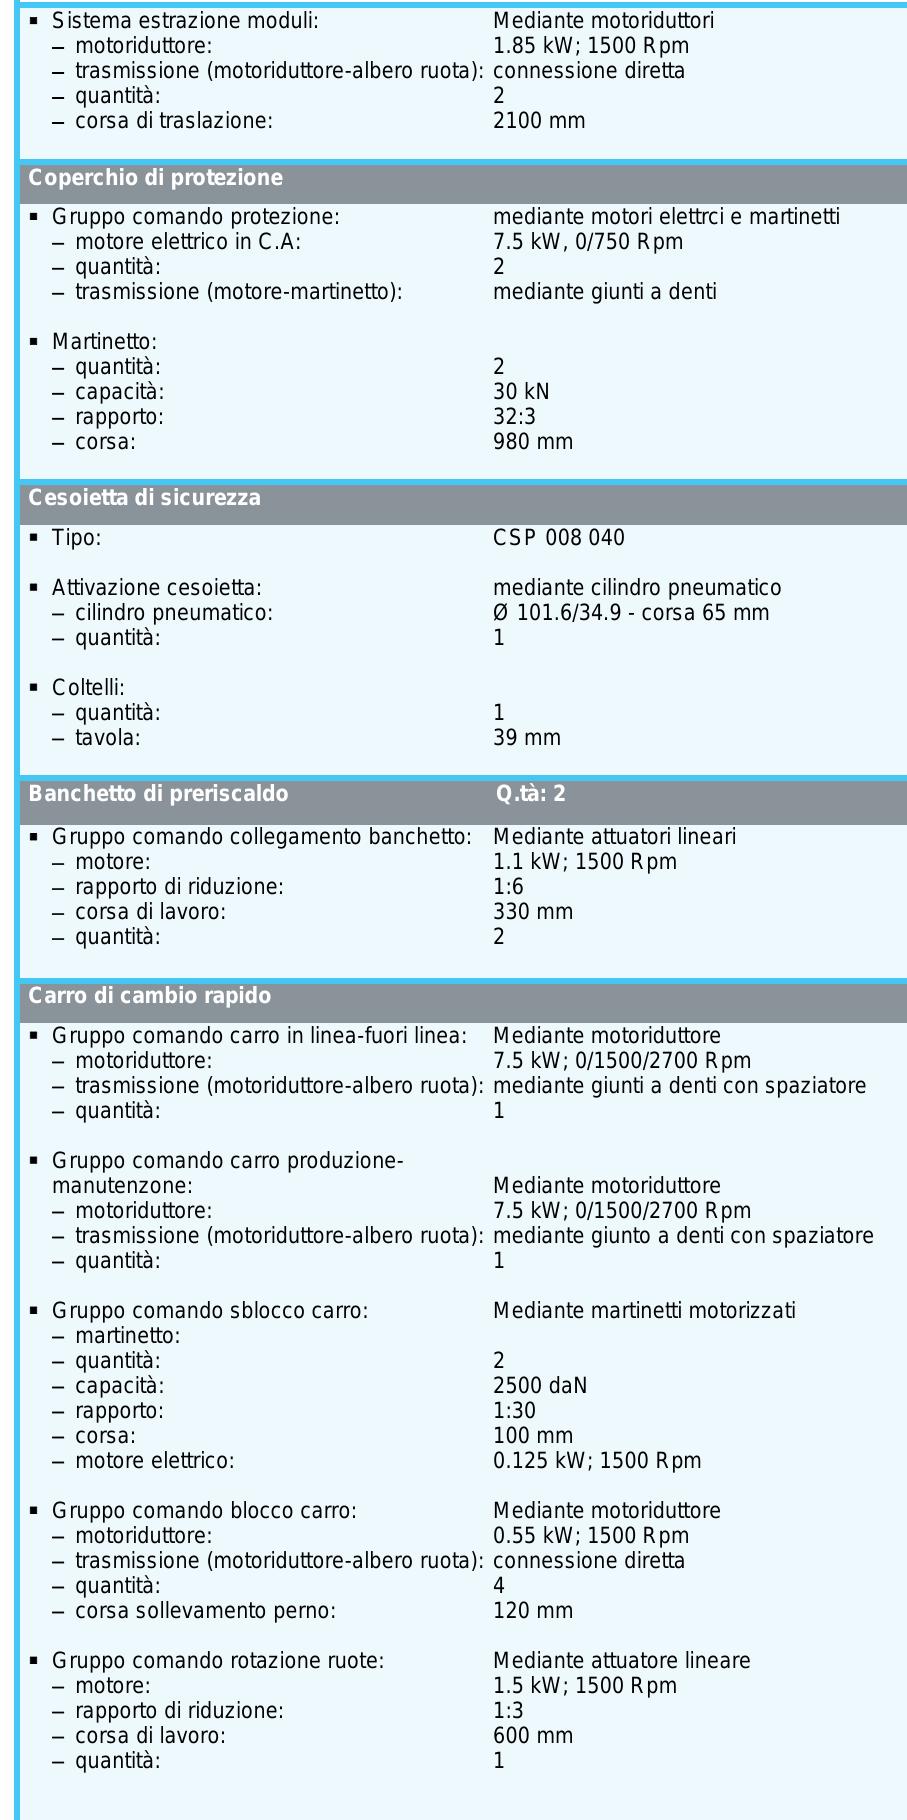 ▪ Sistema estrazione moduli: Mediante motoriduttori
– motoriduttore: 1.85 kW; 1500 Rpm
– trasmissione (motoriduttore-albero ruota): connessione diretta
– quantità: 2
– corsa di traslazione: 2100 mm
Coperchio di protezione
▪ Gruppo comando protezione: mediante motori elettrci e martinetti
– motore elettrico in C.A: 7.5 kW, 0/750 Rpm
– quantità: 2
– trasmissione (motore-martinetto): mediante giunti a denti
▪ Martinetto:
– quantità: 2
– capacità: 30 kN
– rapporto: 32:3
– corsa: 980 mm
Cesoietta di sicurezza
▪ Tipo: CSP 008 040
▪ Attivazione cesoietta: mediante cilindro pneumatico
– cilindro pneumatico: Ø 101.6/34.9 - corsa 65 mm
– quantità: 1
▪ Coltelli:
– quantità: 1
– tavola: 39 mm
Banchetto di preriscaldo Q.tà: 2
▪ Gruppo comando collegamento banchetto: Mediante attuatori lineari
– motore: 1.1 kW; 1500 Rpm
– rapporto di riduzione: 1:6
– corsa di lavoro: 330 mm
– quantità: 2
Carro di cambio rapido
▪ Gruppo comando carro in linea-fuori linea: Mediante motoriduttore
– motoriduttore: 7.5 kW; 0/1500/2700 Rpm
– trasmissione (motoriduttore-albero ruota): mediante giunti a denti con spaziatore
– quantità: 1
▪ Gruppo comando carro produzione-
manutenzone: Mediante motoriduttore
– motoriduttore: 7.5 kW; 0/1500/2700 Rpm
– trasmissione (motoriduttore-albero ruota): mediante giunto a denti con spaziatore
– quantità: 1
▪ Gruppo comando sblocco carro: Mediante martinetti motorizzati
– martinetto:
– quantità: 2
– capacità: 2500 daN
– rapporto: 1:30
– corsa: 100 mm
– motore elettrico: 0.125 kW; 1500 Rpm
▪ Gruppo comando blocco carro: Mediante motoriduttore
– motoriduttore: 0.55 kW; 1500 Rpm
– trasmissione (motoriduttore-albero ruota): connessione diretta
– quantità: 4
– corsa sollevamento perno: 120 mm
▪ Gruppo comando rotazione ruote: Mediante attuatore lineare
– motore: 1.5 kW; 1500 Rpm
– rapporto di riduzione: 1:3
– corsa di lavoro: 600 mm
– quantità: 1